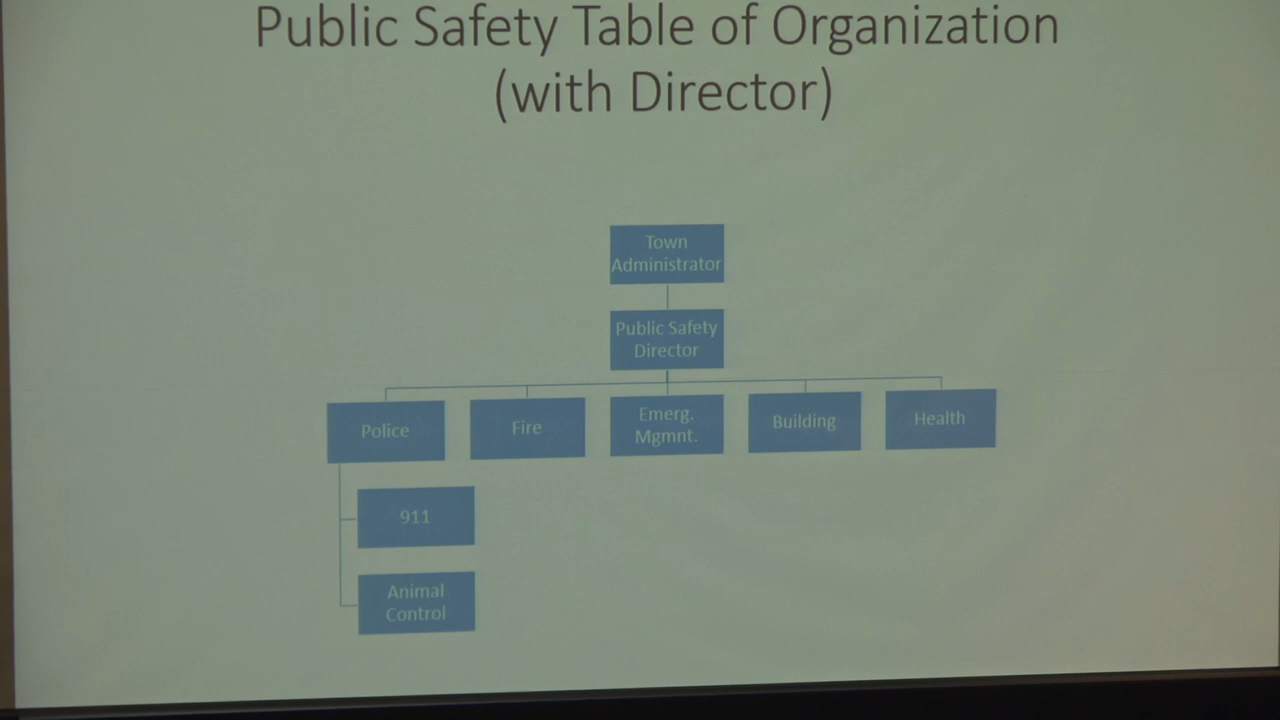 Public Safety Table of Organization
(with Director)
Town
Administrator
Public Safety
Director
Police
Fire
Emerg.
Mgmnt.
Building
Health
911
Animal
Control